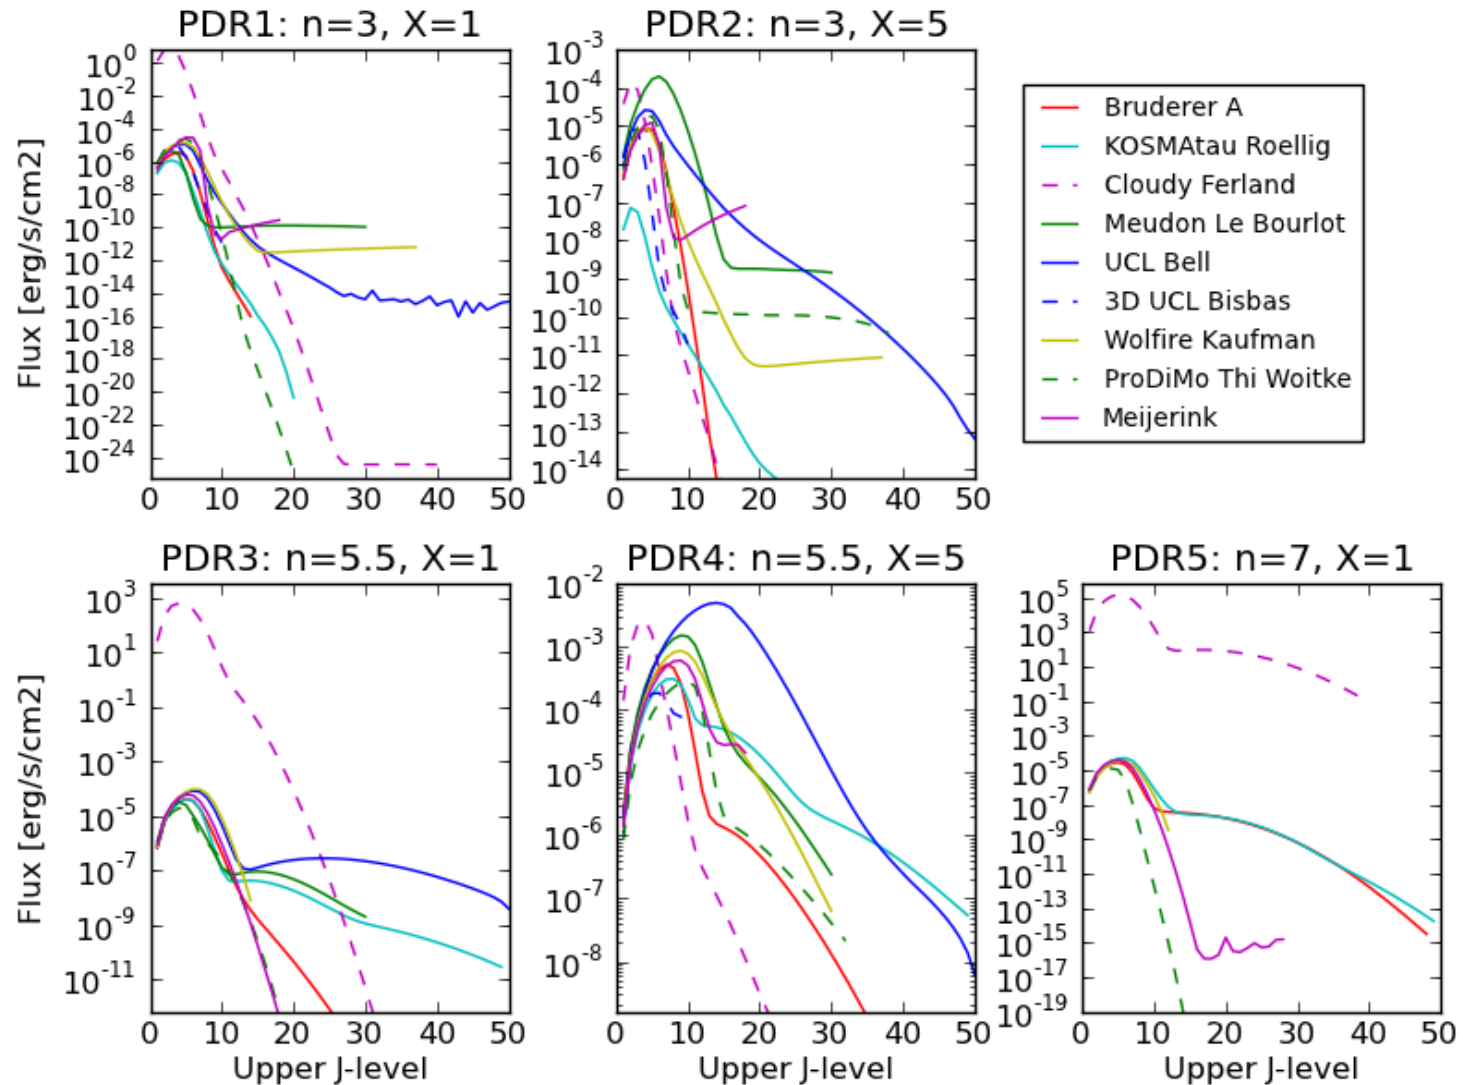 PDR1: n=3, X=1
Flux [erg/s/cm2]
10^0
10^-2
10^-4
10^-6
10^-8
10^-10
10^-12
10^-14
10^-16
10^-18
10^-20
10^-22
10^-24
0 10 20 30 40 50
PDR2: n=3, X=5
10^-3
10^-4
10^-5
10^-6
10^-7
10^-8
10^-9
10^-10
10^-11
10^-12
10^-13
10^-14
0 10 20 30 40 50
Bruderer A
KOSMAtau Roellig
Cloudy Ferland
Meudon Le Bourlot
UCL Bell
3D UCL Bisbas
Wolfire Kaufman
ProDiMo Thi Woitke
Meijerink
PDR3: n=5.5, X=1
Flux [erg/s/cm2]
10^3
10^1
10^-1
10^-3
10^-5
10^-7
10^-9
10^-11
0 10 20 30 40 50
Upper J-level
PDR4: n=5.5, X=5
10^-2
10^-3
10^-4
10^-5
10^-6
10^-7
10^-8
0 10 20 30 40 50
Upper J-level
PDR5: n=7, X=1
10^5
10^3
10^1
10^-1
10^-3
10^-5
10^-7
10^-9
10^-11
10^-13
10^-15
10^-17
10^-19
0 10 20 30 40 50
Upper J-level